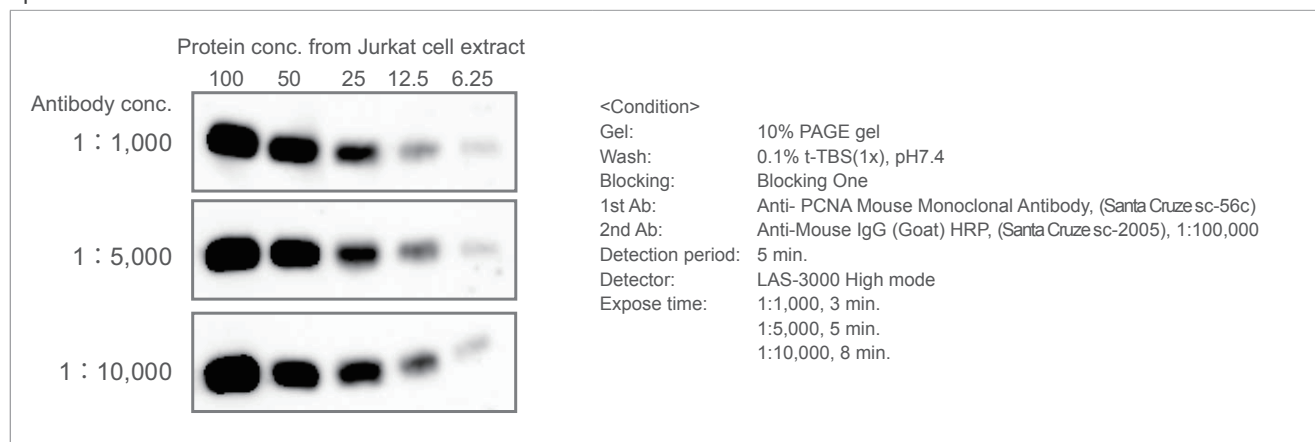 Protein conc. from Jurkat cell extract
100 50 25 12.5 6.25
Antibody conc.
1：1,000
1：5,000
1：10,000
<Condition>
Gel: 10% PAGE gel
Wash: 0.1% t-TBS(1x), pH7.4
Blocking: Blocking One
1st Ab: Anti- PCNA Mouse Monoclonal Antibody, (Santa Cruze sc-56c)
2nd Ab: Anti-Mouse IgG (Goat) HRP, (Santa Cruze sc-2005), 1:100,000
Detection period: 5 min.
Detector: LAS-3000 High mode
Expose time: 1:1,000, 3 min.
1:5,000, 5 min.
1:10,000, 8 min.